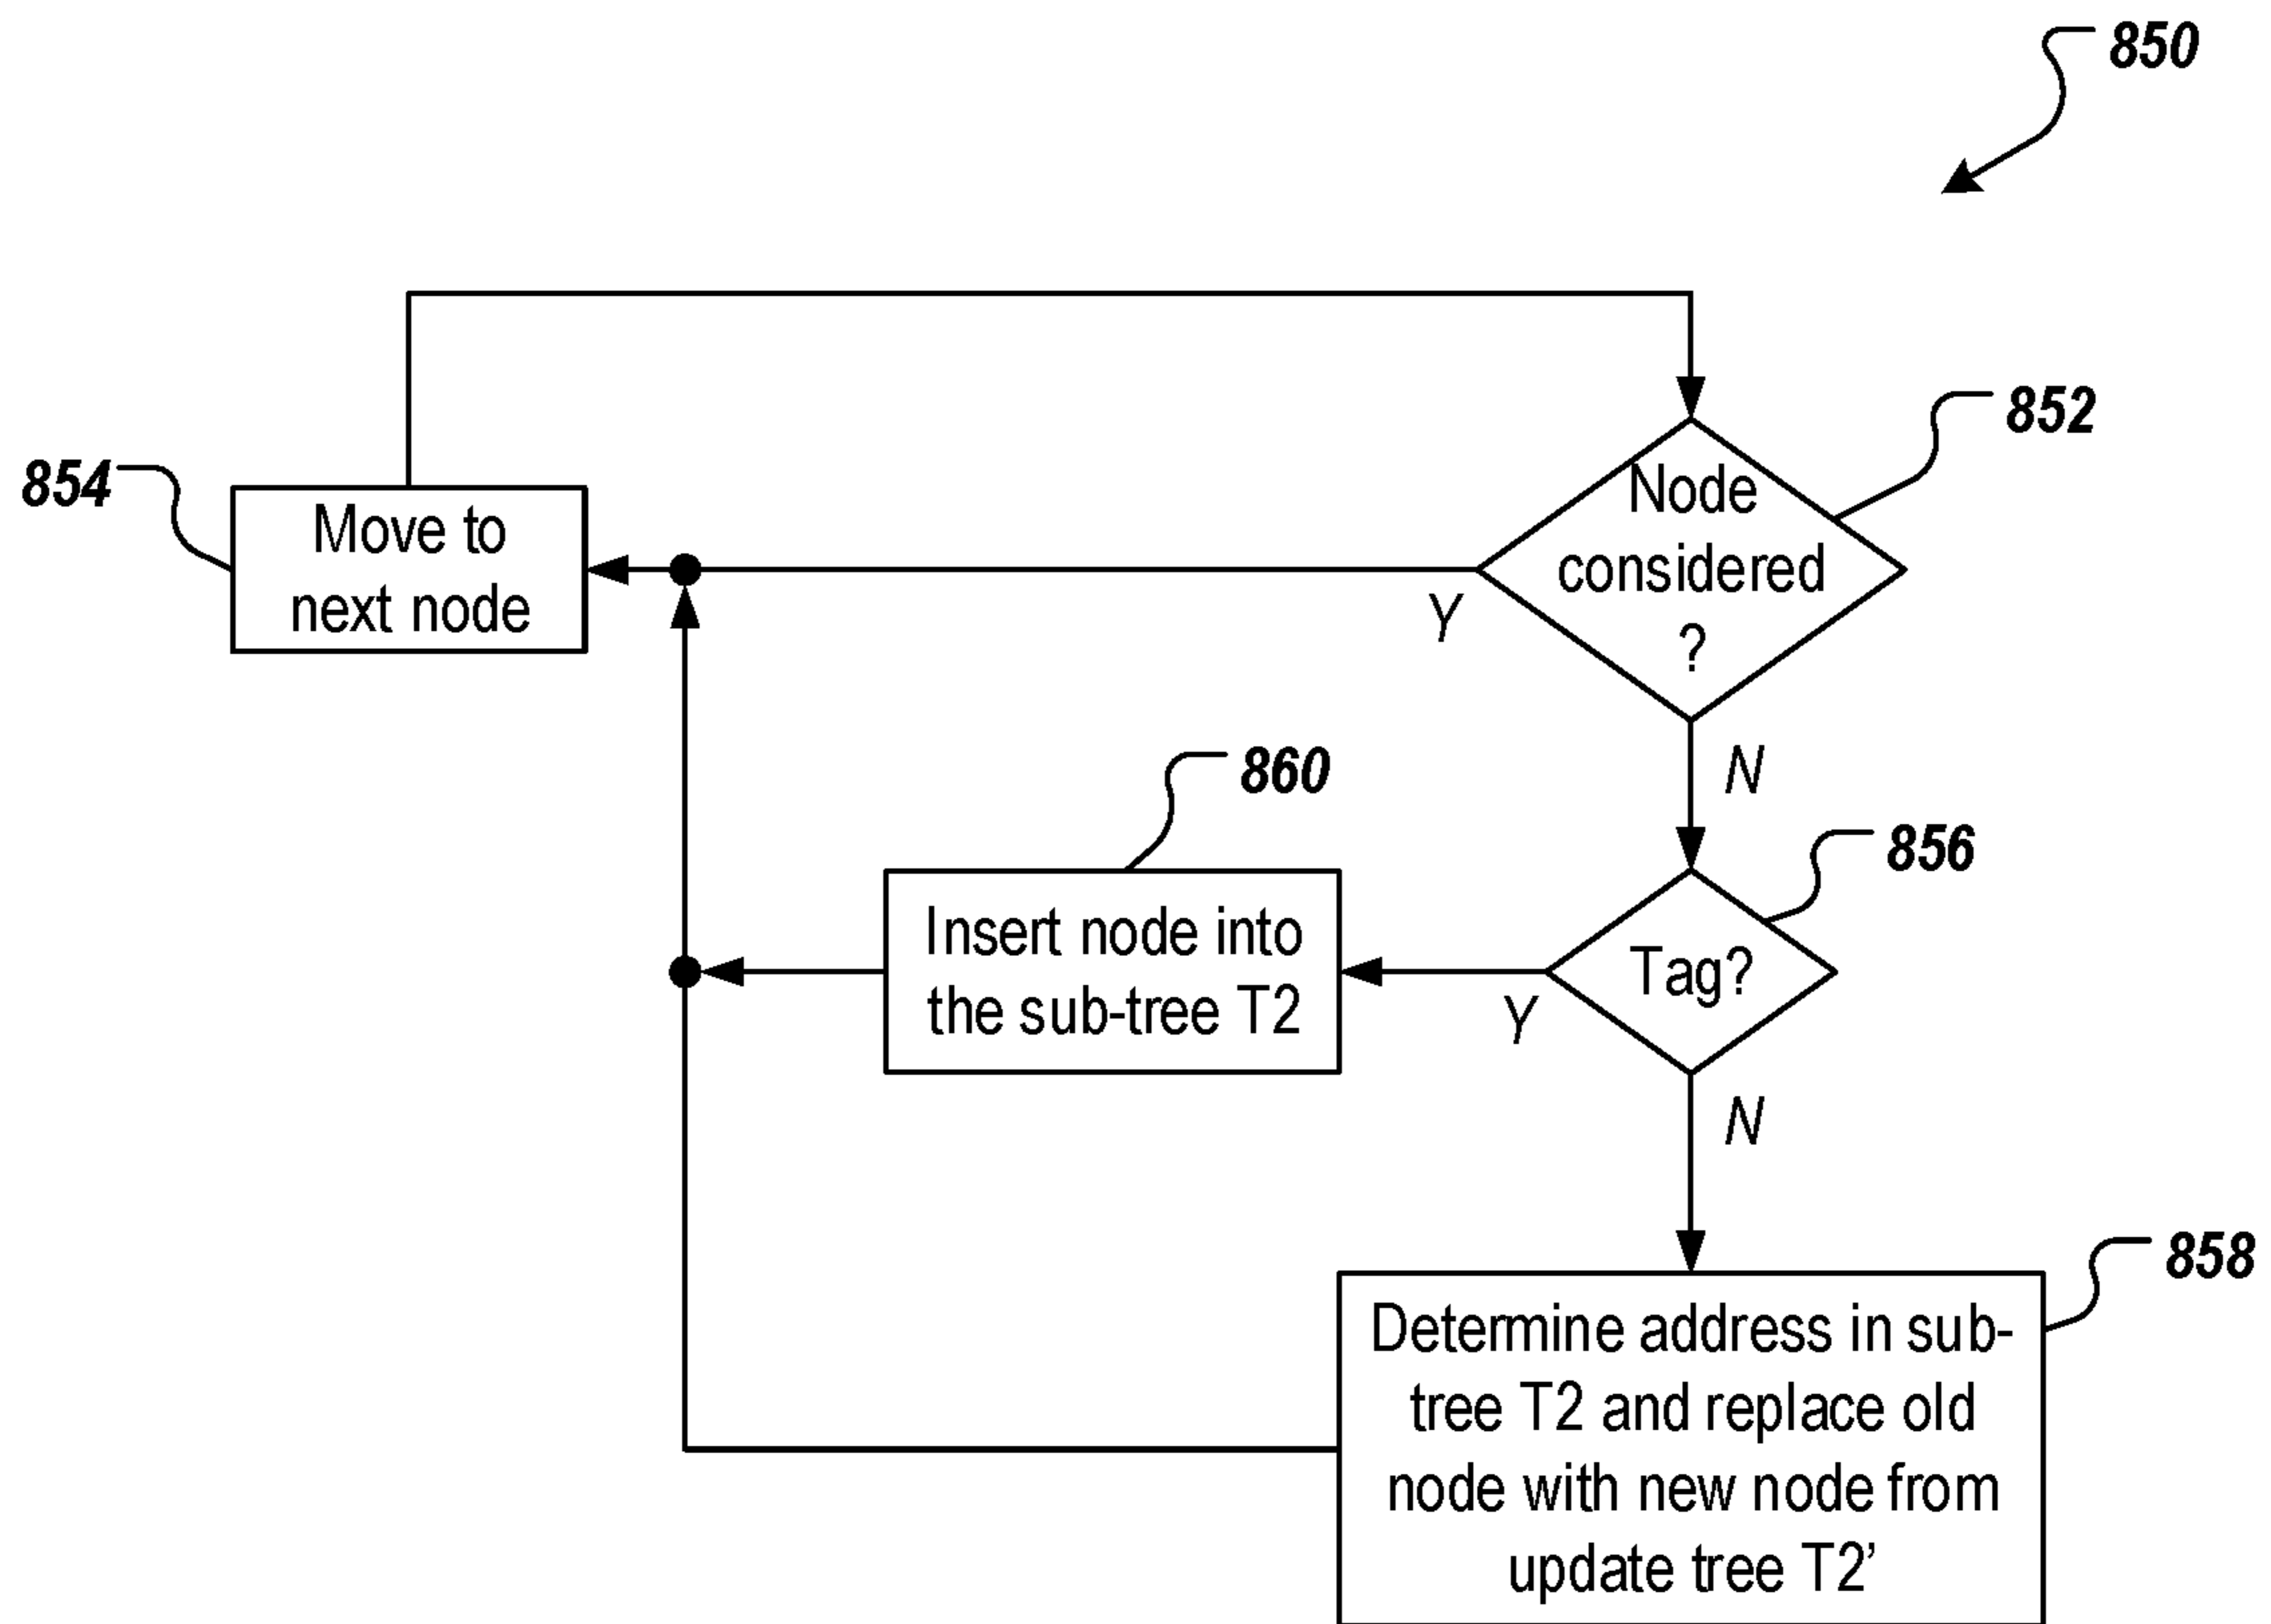 850
852
Node
considered
?
854
Move to
next node
Y
N
860
856
Insert node into
the sub-tree T2
Tag?
Y
N
858
Determine address in sub-
tree T2 and replace old
node with new node from
update tree T2’